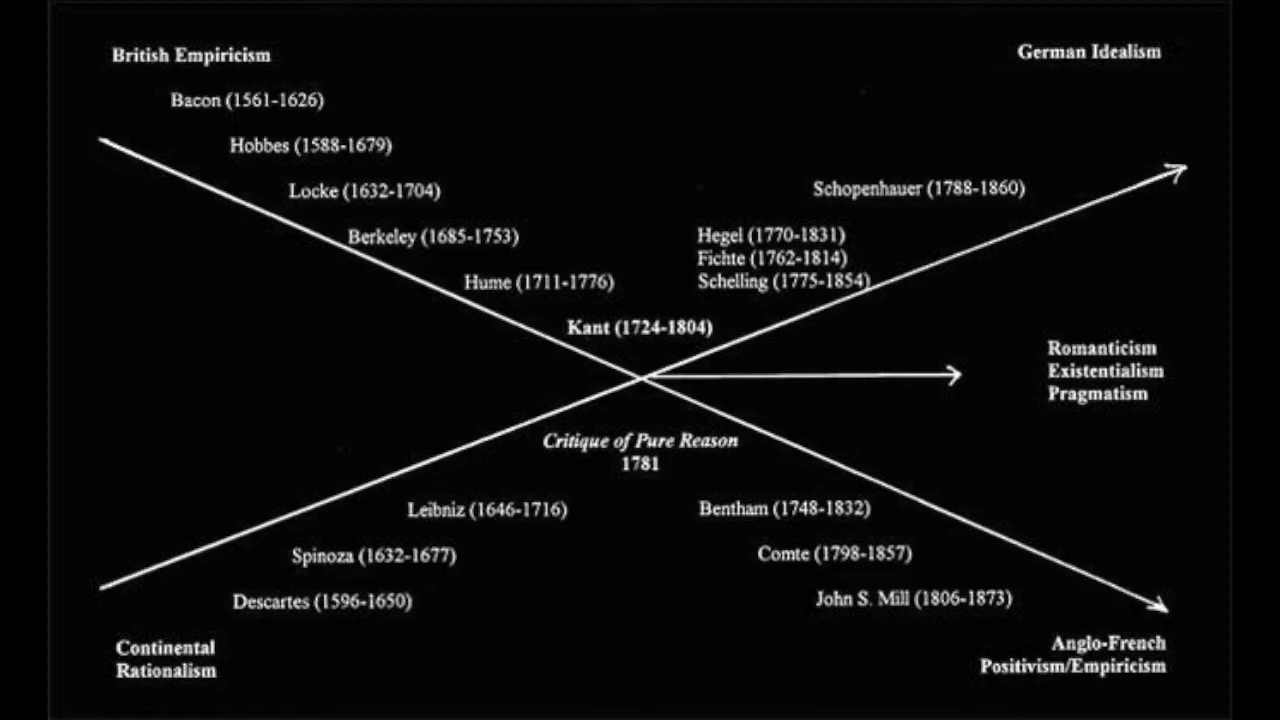 British Empiricism
German Idealism
Bacon (1561-1626)
Hobbes (1588-1679)
Locke (1632-1704)
Schopenhauer (1788-1860)
Berkeley (1685-1753)
Hegel (1770-1831)
Fichte (1762-1814)
Hume (1711-1776)
Schelling (1775-1854)
Kant (1724-1804)
Romanticism
Existentialism
Pragmatism
Critique of Pure Reason
1781
Leibniz (1646-1716)
Bentham (1748-1832)
Spinoza (1632-1677)
Comte (1798-1857)
Descartes (1596-1650)
John S. Mill (1806-1873)
Continental
Rationalism
Anglo-French
Positivism/Empiricism